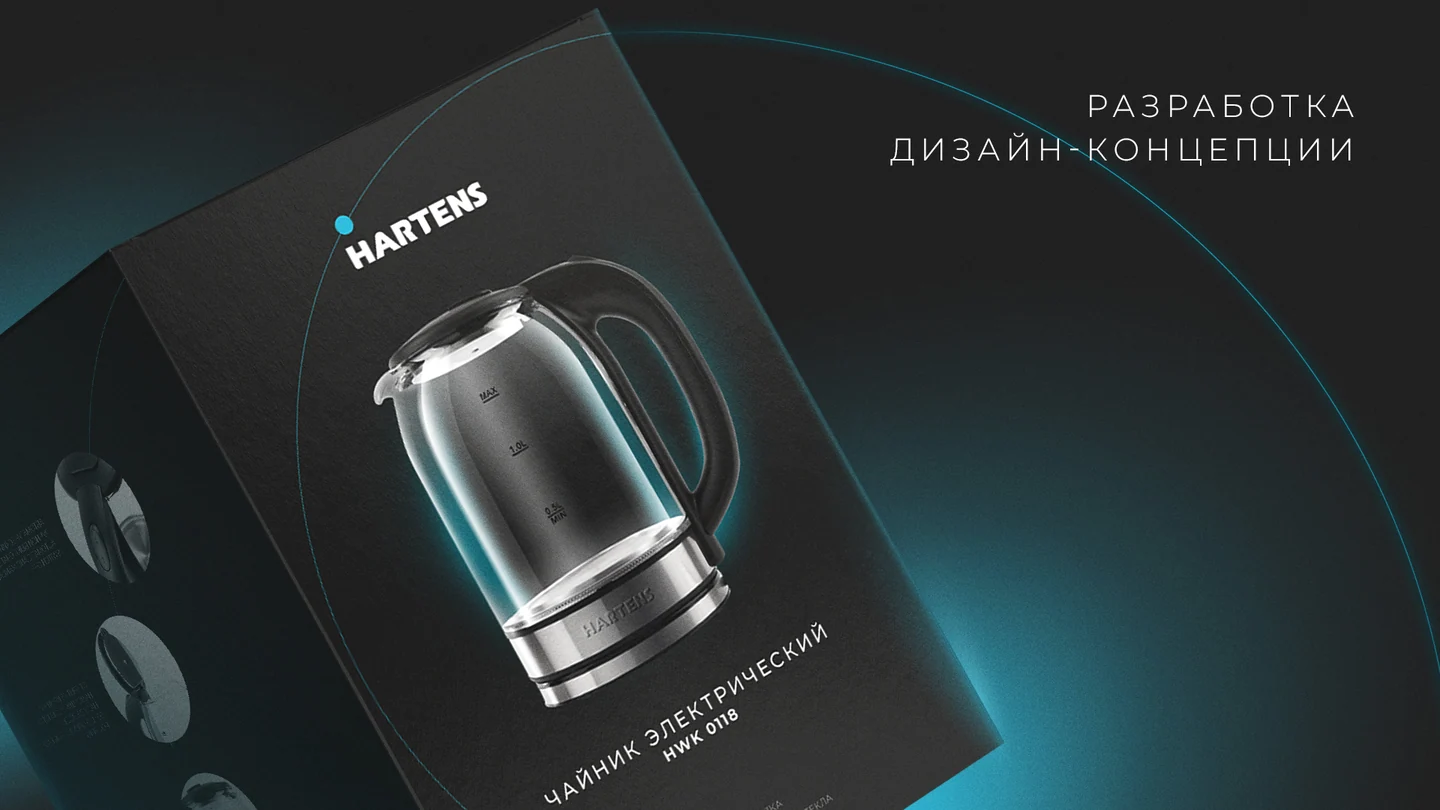 РАЗРАБОТКА
ДИЗАЙН-КОНЦЕПЦИИ
HARTENS
MAX
1.0L
0.5L
MIN
HARTENS
ЧАЙНИК ЭЛЕКТРИЧЕСКИЙ
HWK 0118